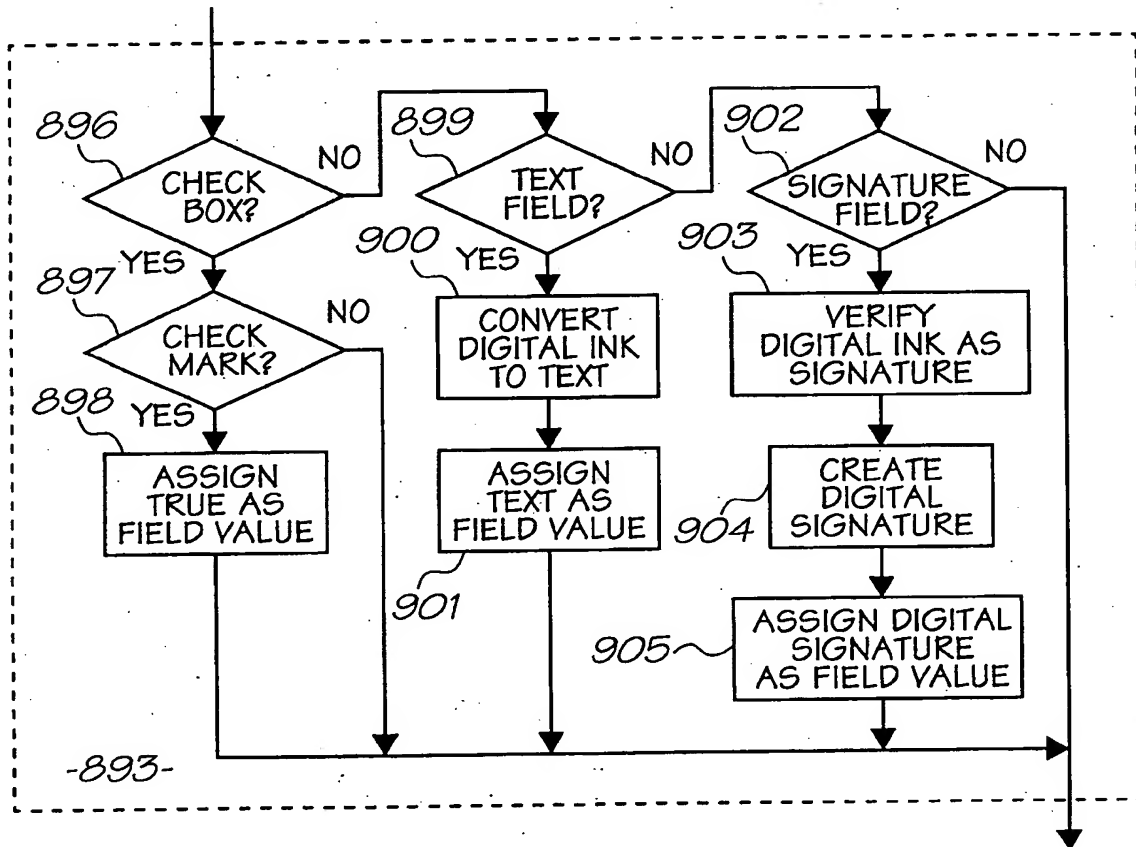 896
CHECK
BOX?
NO
YES
897
CHECK
MARK?
NO
YES
898
ASSIGN
TRUE AS
FIELD VALUE
899
TEXT
FIELD?
NO
YES
900
CONVERT
DIGITAL INK
TO TEXT
ASSIGN
TEXT AS
FIELD VALUE
901
902
SIGNATURE
FIELD?
NO
YES
903
VERIFY
DIGITAL INK AS
SIGNATURE
CREATE
DIGITAL
SIGNATURE
904
ASSIGN DIGITAL
SIGNATURE
AS FIELD VALUE
905
-893-